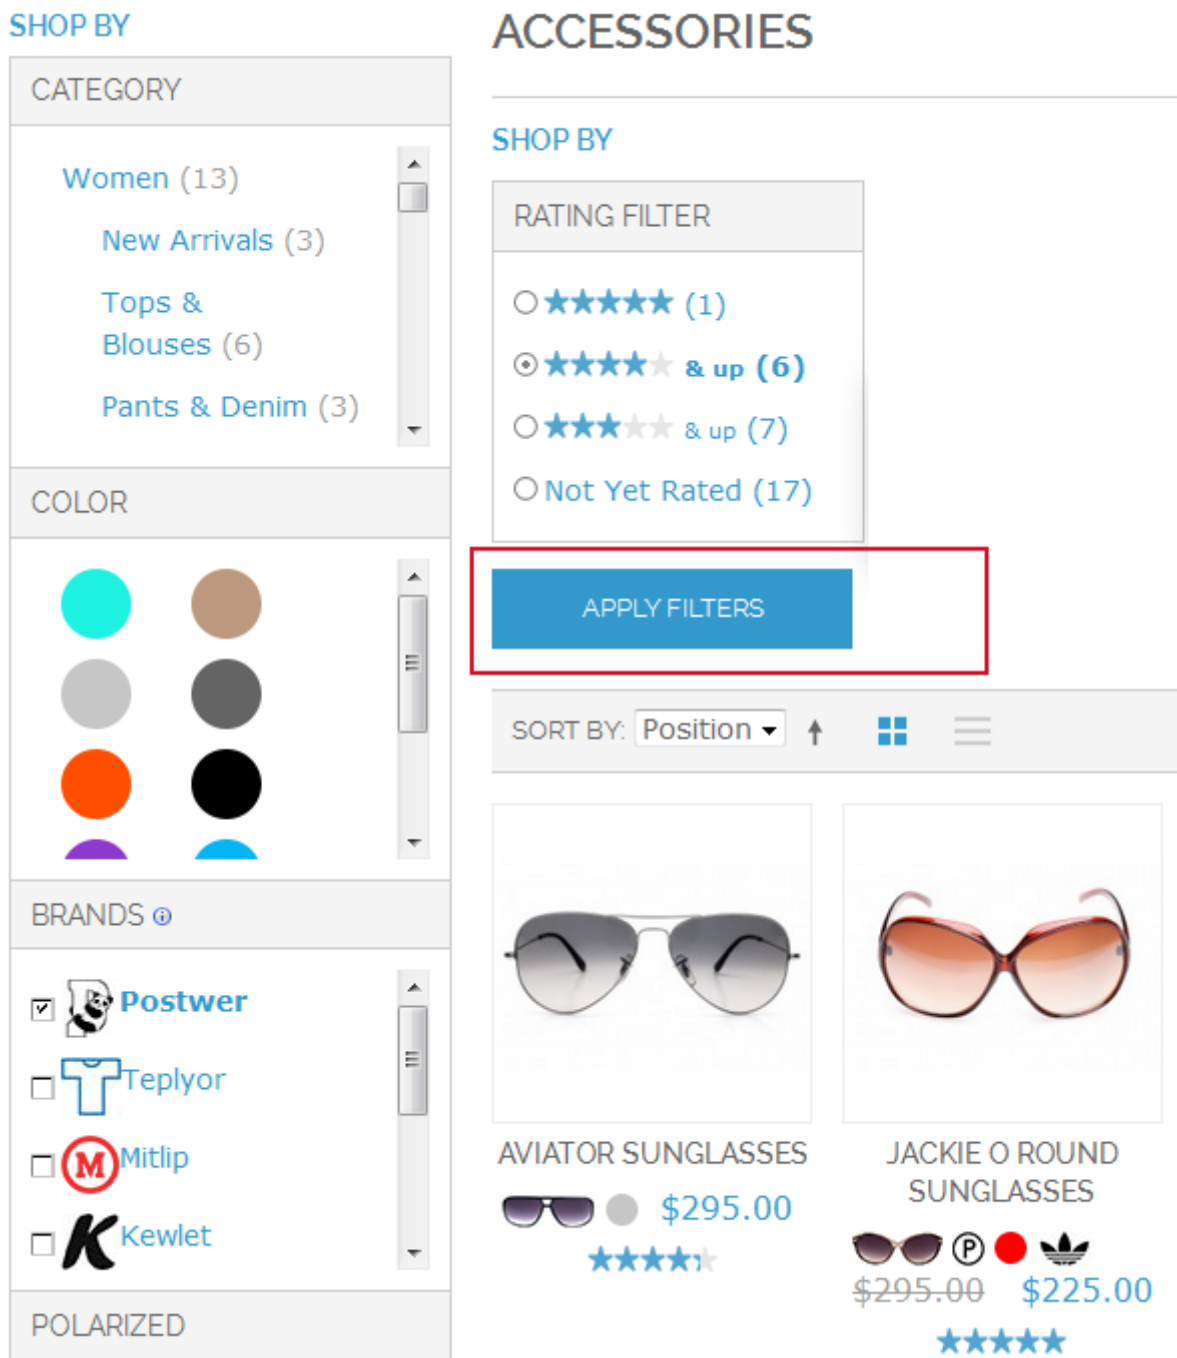 SHOP BY
CATEGORY
Women (13)
New Arrivals (3)
Tops &
Blouses (6)
Pants & Denim (3)
COLOR
BRANDS
Postwer
Teplyor
M Mitlip
K Kewlet
POLARIZED
ACCESSORIES
SHOP BY
RATING FILTER
(1)
& up (6)
& up (7)
Not Yet Rated (17)
APPLY FILTERS
SORT BY: Position
AVIATOR SUNGLASSES
$295.00
JACKIE O ROUND
SUNGLASSES
P
$295.00 $225.00